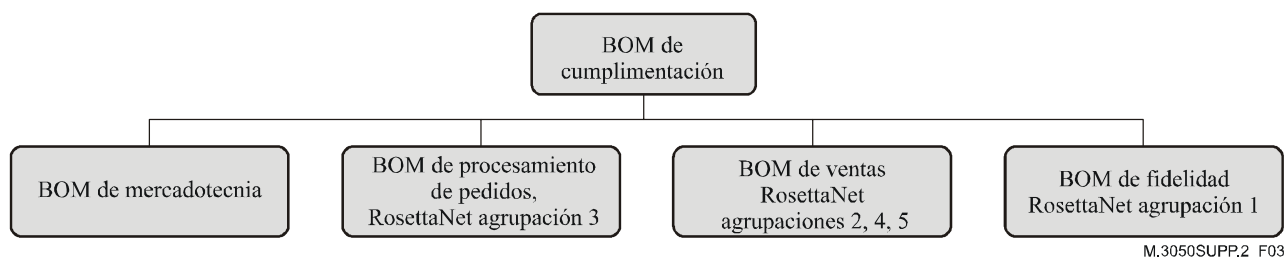 BOM de
cumplimentación
BOM de mercadotecnia
BOM de procesamiento
de pedidos,
RosettaNet agrupación 3
BOM de ventas
RosettaNet
agrupaciones 2, 4, 5
BOM de fidelidad
RosettaNet agrupación 1
M.3050SUPP.2_F03